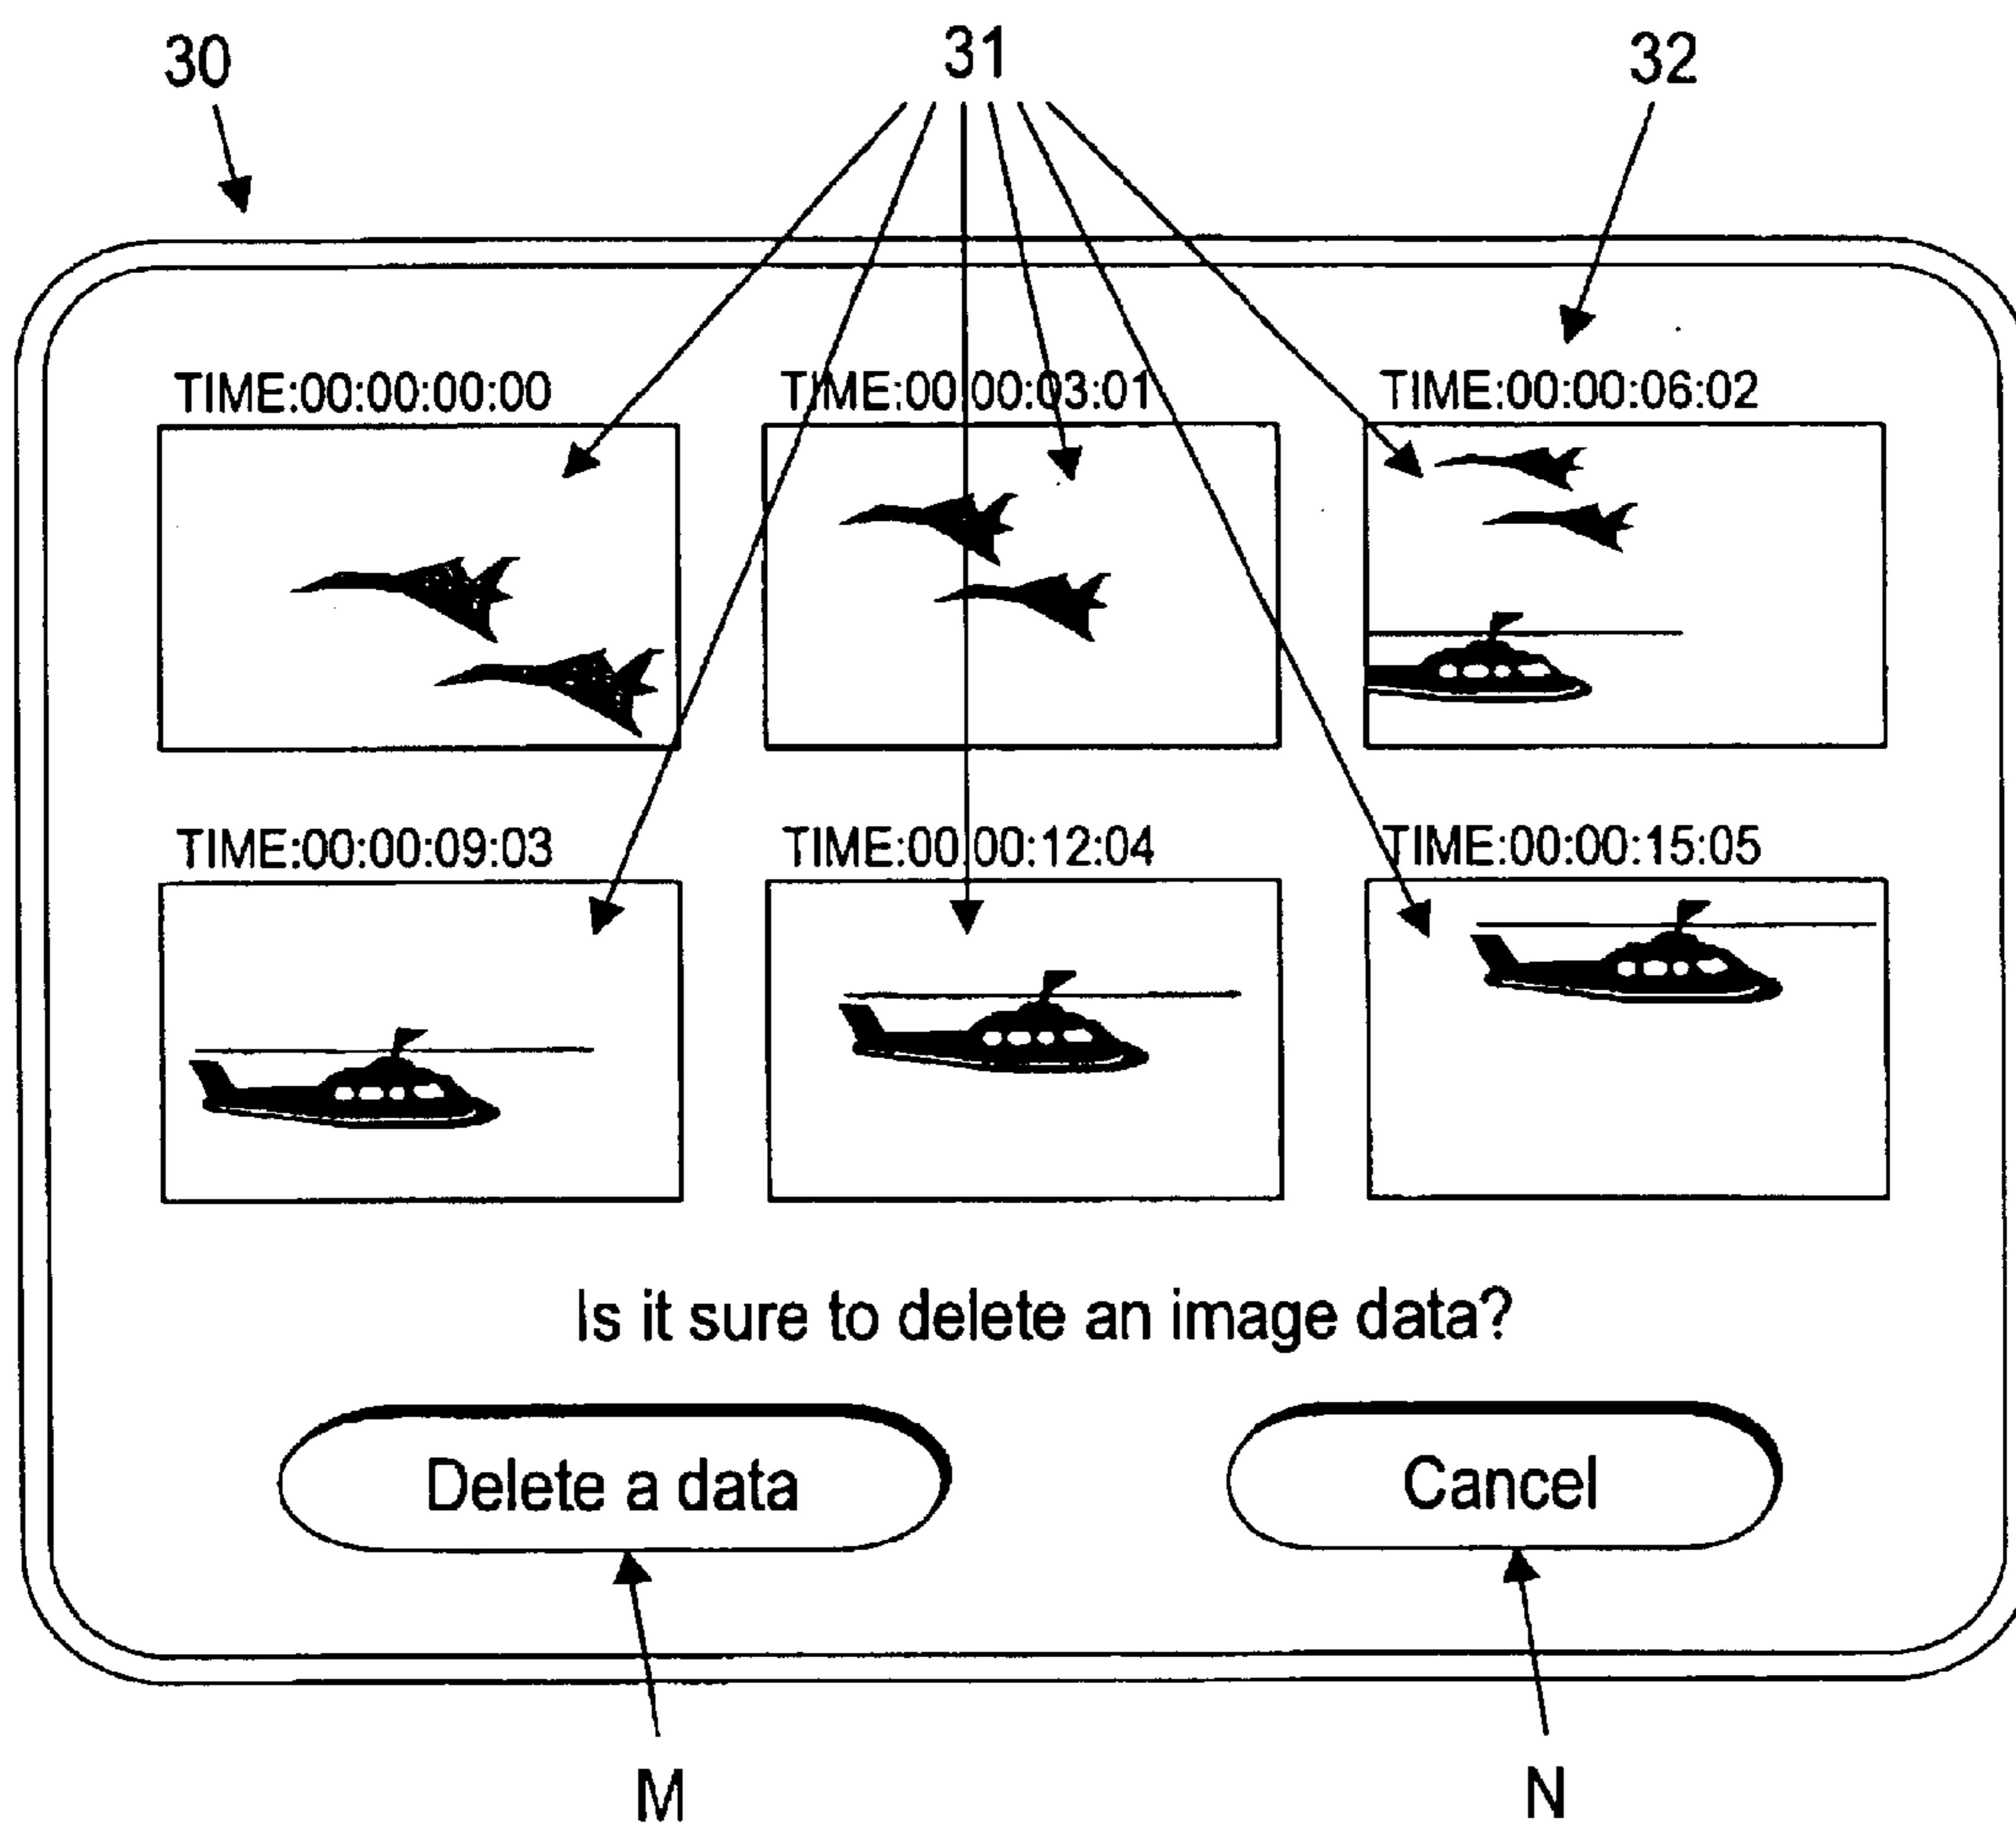 30 31 32
TIME:00:00:00:00 TIME:00:00:03:01 TIME:00:00:06:02
TIME:00:00:09:03 TIME:00:00:12:04 TIME:00:00:15:05
Is it sure to delete an image data?
Delete a data Cancel
M N